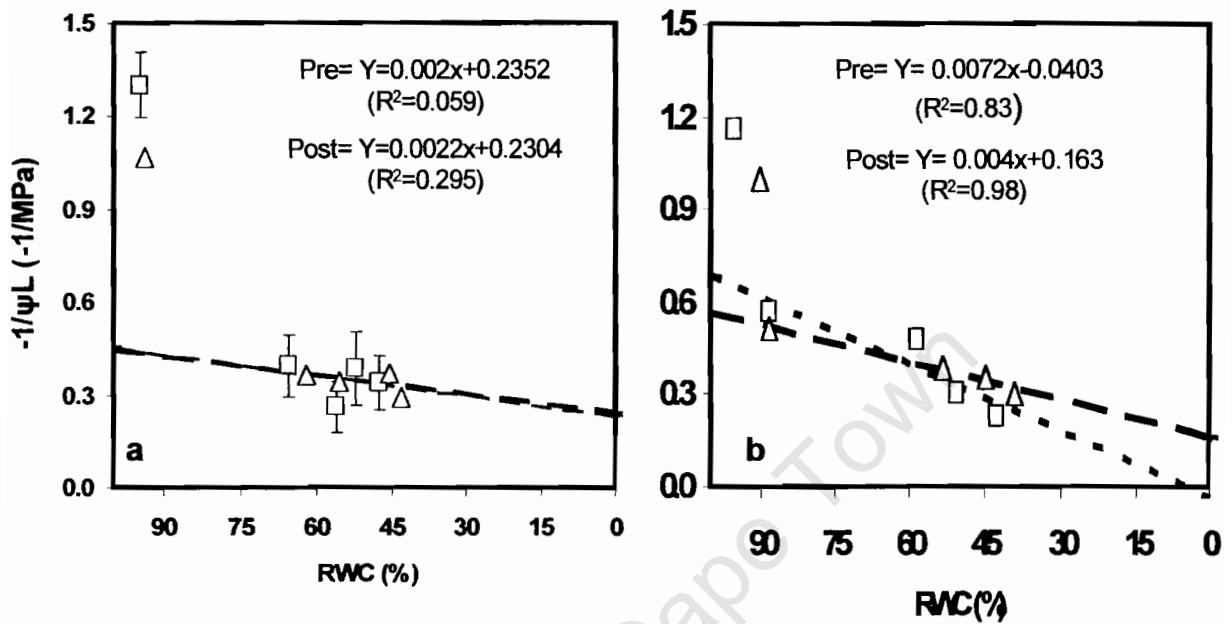 1.5
1.2
0.9
0.6
0.3
0.0
-1/ψL ( -1/MPa)
Pre= Y=0.002x+0.2352
(R²=0.059)
Post= Y=0.0022x+0.2304
(R²=0.295)
a
90 75 60 45 30 15 0
RWC (%)
1.5
1.2
0.9
0.6
0.3
0.0
Pre= Y= 0.0072x-0.0403
(R²=0.83)
Post= Y= 0.004x+0.163
(R²=0.98)
b
90 75 60 45 30 15 0
RWC(%)
Cape Town